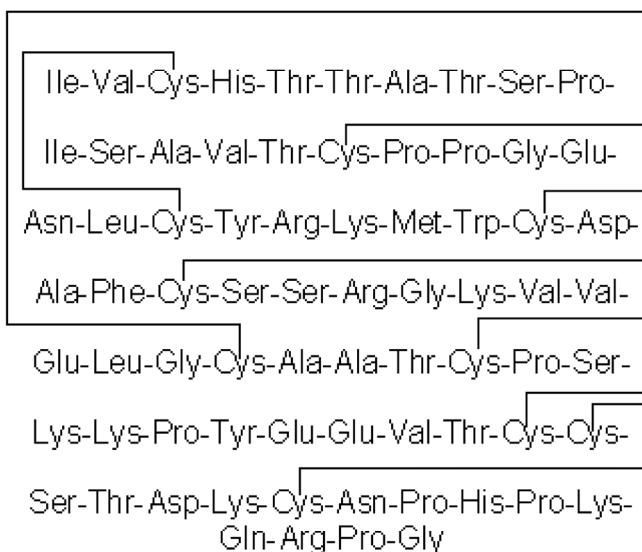 Ile-Val-Cys-His-Thr-Thr-Ala-Thr-Ser-Pro-
Ile-Ser-Ala-Val-Thr-Cys-Pro-Pro-Gly-Glu-
Asn-Leu-Cys-Tyr-Arg-Lys-Met-Trp-Cys-Asp-
Ala-Phe-Cys-Ser-Ser-Arg-Gly-Lys-Val-Val-
Glu-Leu-Gly-Cys-Ala-Ala-Thr-Cys-Pro-Ser-
Lys-Lys-Pro-Tyr-Glu-Glu-Val-Thr-Cys-Cys-
Ser-Thr-Asp-Lys-Cys-Asn-Pro-His-Pro-Lys-
Gln-Arg-Pro-Gly